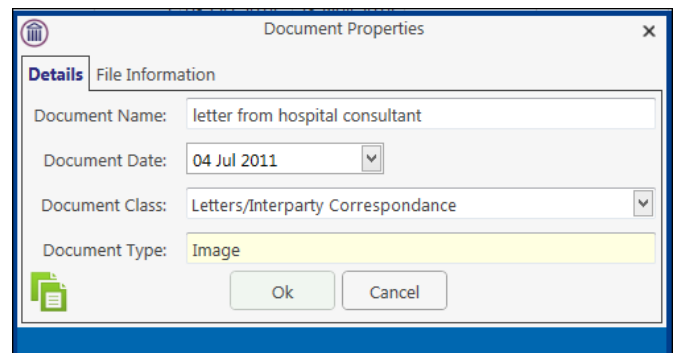 Document Properties
Details File Information
Document Name: letter from hospital consultant
Document Date: 04 Jul 2011
Document Class: Letters/Interparty Correspondance
Document Type: Image
Ok Cancel